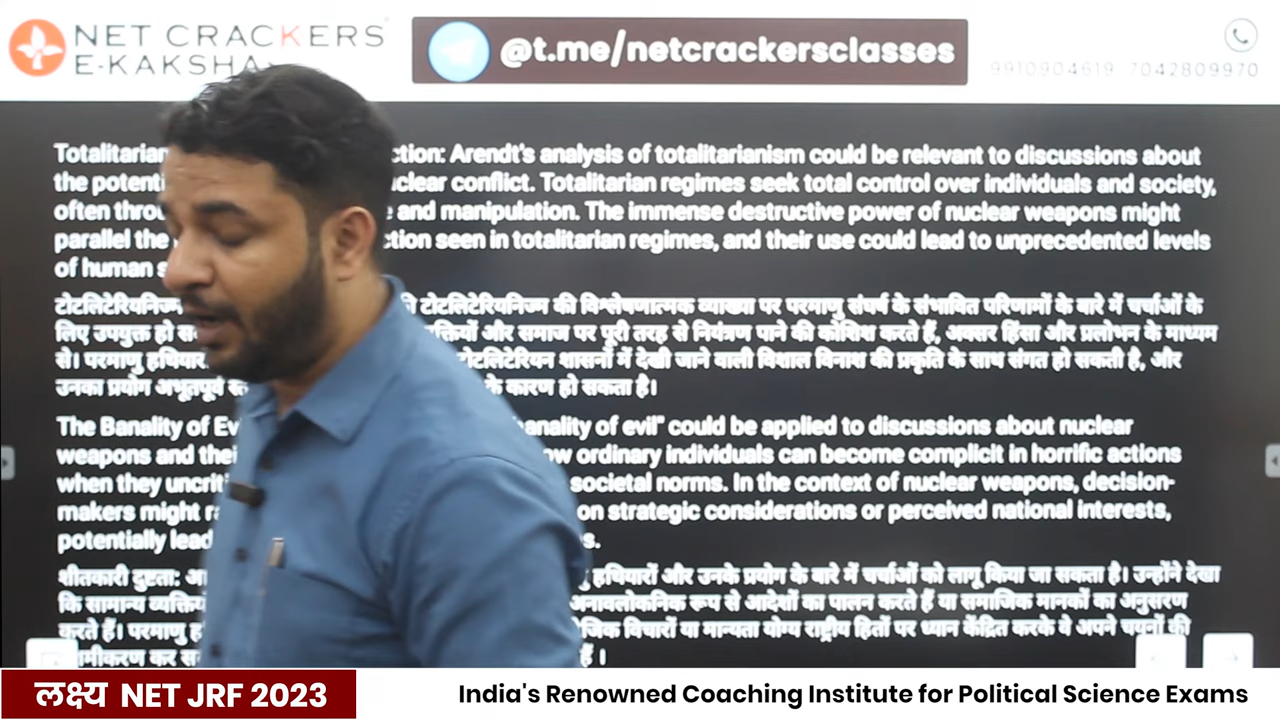 NET CRACKERS
E-KAKSHA
@t.me/netcrackersclasses
9910904619 7042809970
Totalitarian ction: Arendt's analysis of totalitarianism could be relevant to discussions about
the potenti uclear conflict. Totalitarian regimes seek total control over individuals and society,
often throu e and manipulation. The immense destructive power of nuclear weapons might
parallel the ction seen in totalitarian regimes, and their use could lead to unprecedented levels
of human s
टोटलिटेरियनिज्म की टोटलिटेरियनिज्म की विश्लेषणात्मक व्याख्या पर परमाणु संघर्ष के संभावित परिणामों के बारे में चर्चाओं के
लिए उपयुक्त हो स क्तियों और समाज पर पूरी तरह से नियंत्रण पाने की कोशिश करते हैं, अक्सर हिंसा और प्रलोभन के माध्यम
से। परमाणु हथियार टोटलिटेरियन शासनों में देखी जाने वाली विशाल विनाश की प्रकृति के साथ संगत हो सकती है, और
उनका प्रयोग अभूतपूर्व स्त के कारण हो सकता है।
The Banality of Ev anality of evil" could be applied to discussions about nuclear
weapons and thei ow ordinary individuals can become complicit in horrific actions
when they uncriti societal norms. In the context of nuclear weapons, decision-
makers might ra on strategic considerations or perceived national interests,
potentially lead s.
शीतकारी दुष्टता: आ हथियारों और उनके प्रयोग के बारे में चर्चाओं को लागू किया जा सकता है। उन्होंने देखा
कि सामान्य व्यक्तिय अनावलोकनिक रूप से आदेशों का पालन करते हैं या समाजिक मानकों का अनुसरण
करते हैं। परमाणु ह जिक विचारों या मान्यता योग्य राष्ट्रीय हितों पर ध्यान केंद्रित करके वे अपने चयनों की
मीकरण कर स हैं ।
लक्ष्य NET JRF 2023
India's Renowned Coaching Institute for Political Science Exams